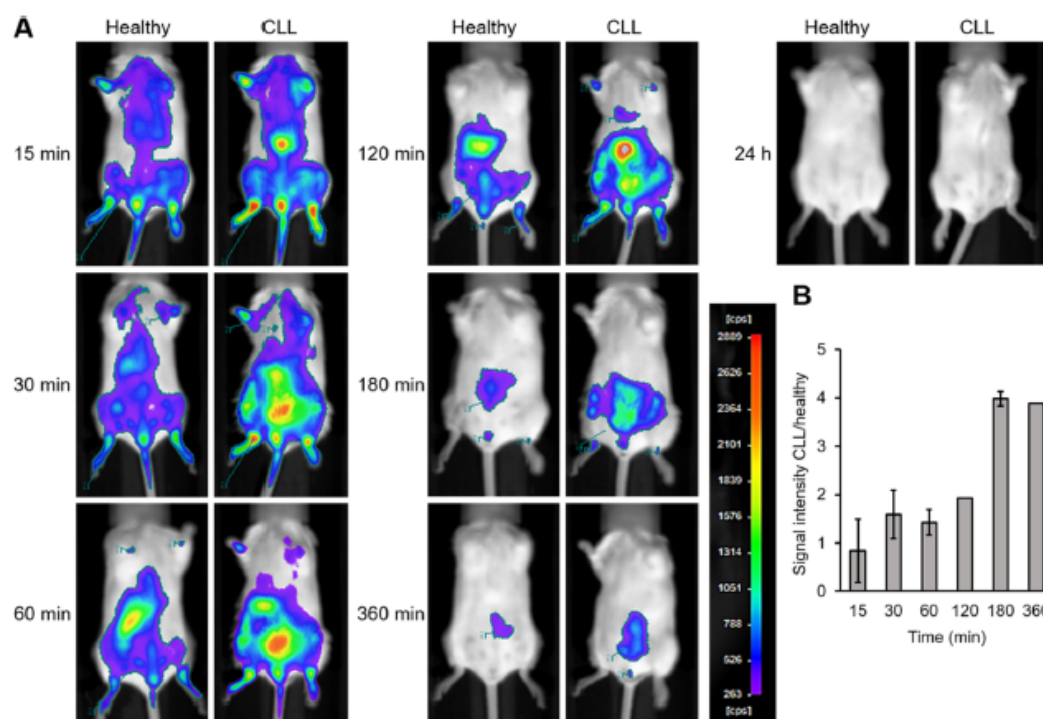 A
Healthy
CLL
Healthy
CLL
Healthy
CLL
15 min
120 min
24 h
30 min
180 min
60 min
360 min
[cps]
2889
2626
2364
2101
1839
1576
1314
1051
788
526
263
[cps]
B
Signal intensity CLL/healthy
5
4
3
2
1
0
15 30 60 120 180 360
Time (min)